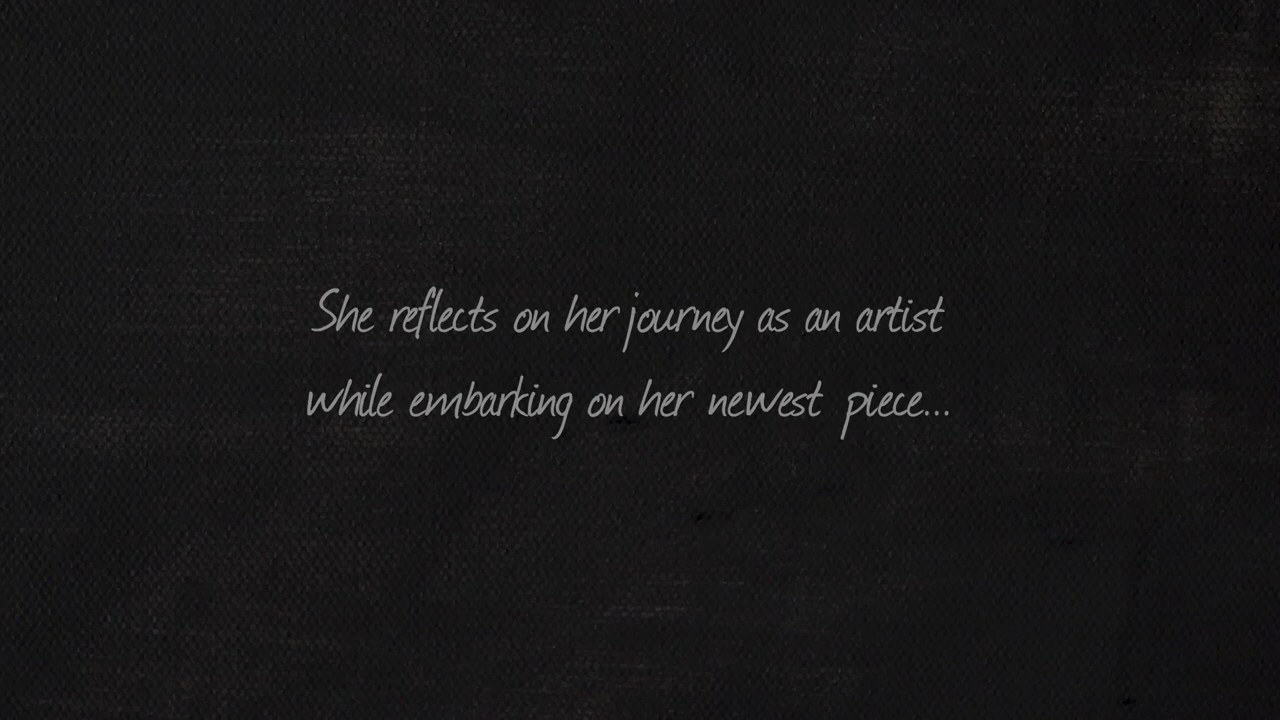 She reflects on her journey as an artist
while embarking on her newest piece...